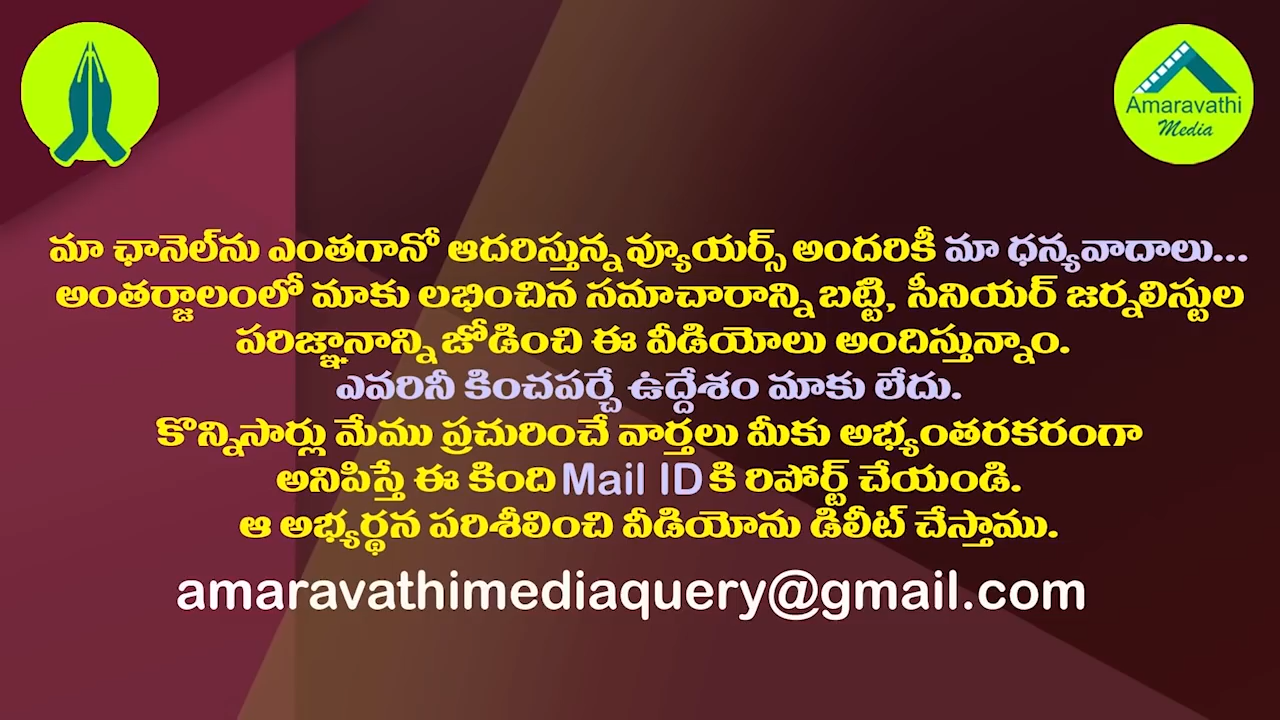 Amaravathi
Media
మా ఛానెల్‌ను ఎంతగానో ఆదరిస్తున్న వ్యూయర్స్ అందరికీ మా ధన్యవాదాలు...
అంతర్జాలంలో మాకు లభించిన సమాచారాన్ని బట్టి, సీనియర్ జర్నలిస్టుల
పరిజ్ఞానాన్ని జోడించి ఈ వీడియోలు అందిస్తున్నాం.
ఎవరినీ కించపర్చే ఉద్దేశం మాకు లేదు.
కొన్నిసార్లు మేము ప్రచురించే వార్తలు మీకు అభ్యంతరకరంగా
అనిపిస్తే ఈ కింది Mail ID కి రిపోర్ట్ చేయండి.
ఆ అభ్యర్థన పరిశీలించి వీడియోను డిలీట్ చేస్తాము.
amaravathimediaquery@gmail.com